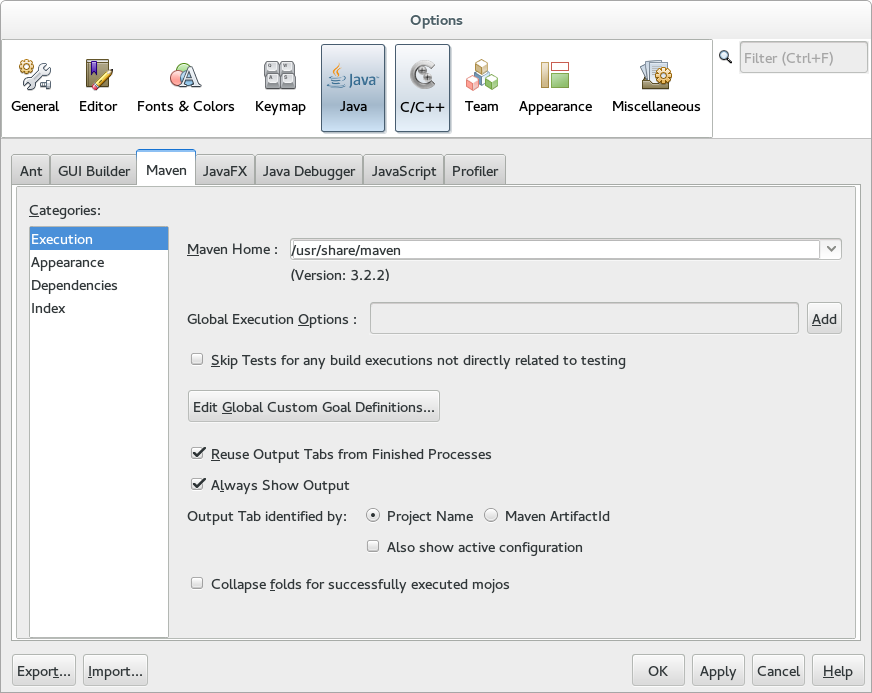 Options
General Editor Fonts & Colors Keymap Java Java C/C++ Team Appearance Miscellaneous
Filter (Ctrl+F)
Ant GUI Builder Maven JavaFX Java Debugger JavaScript Profiler
Categories:
Execution
Appearance
Dependencies
Index
Maven Home : /usr/share/maven
(Version: 3.2.2)
Global Execution Options : Add
Skip Tests for any build executions not directly related to testing
Edit Global Custom Goal Definitions...
Reuse Output Tabs from Finished Processes
Always Show Output
Output Tab identified by: Project Name Maven ArtifactId
Also show active configuration
Collapse folds for successfully executed mojos
Export... Import... OK Apply Cancel Help